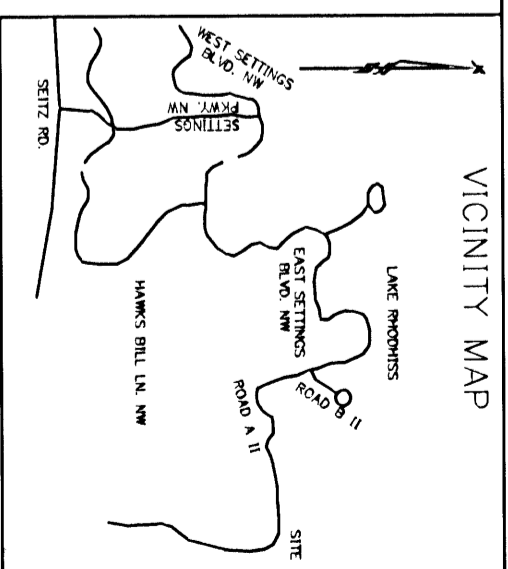 VICINITY MAP
LAKE RHODHISS
WEST SETTINGS
BLVD. NW
SETTINGS
PKWY. NW
SEITZ RD.
EAST SETTINGS
BLVD. NW
ROAD B II
ROAD A II
HAWKS BILL LN. NW
SITE